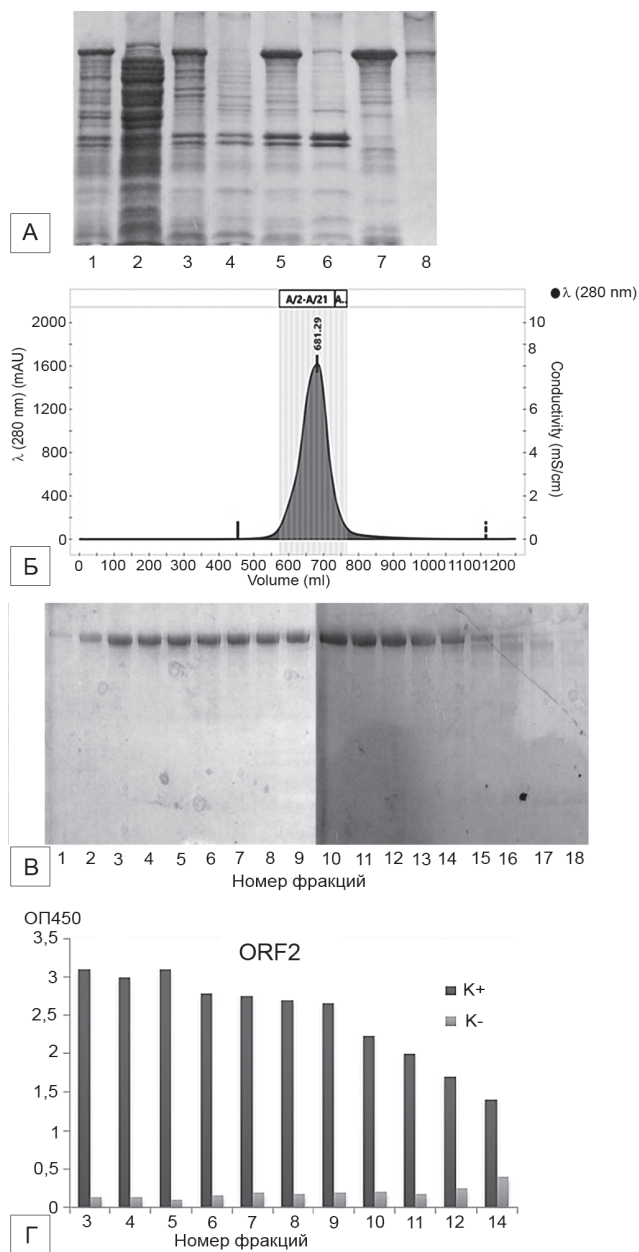 А
1 2 3 4 5 6 7 8
A/2-A/21 A..
λ (280 nm)
681.29
λ (280 nm) (mAU)
2000
1600
1200
800
400
0
10
8
6
4
2
0
Conductivity (mS/cm)
0 100 200 300 400 500 600 700 800 900 1000 1100 1200
Volume (ml)
Б
1 2 3 4 5 6 7 8 9 10 11 12 13 14 15 16 17 18
Номер фракций
В
ОП450
ORF2
3,5
3
2,5
2
1,5
1
0,5
0
К+
К-
3 4 5 6 7 8 9 10 11 12 14
Номер фракций
Г